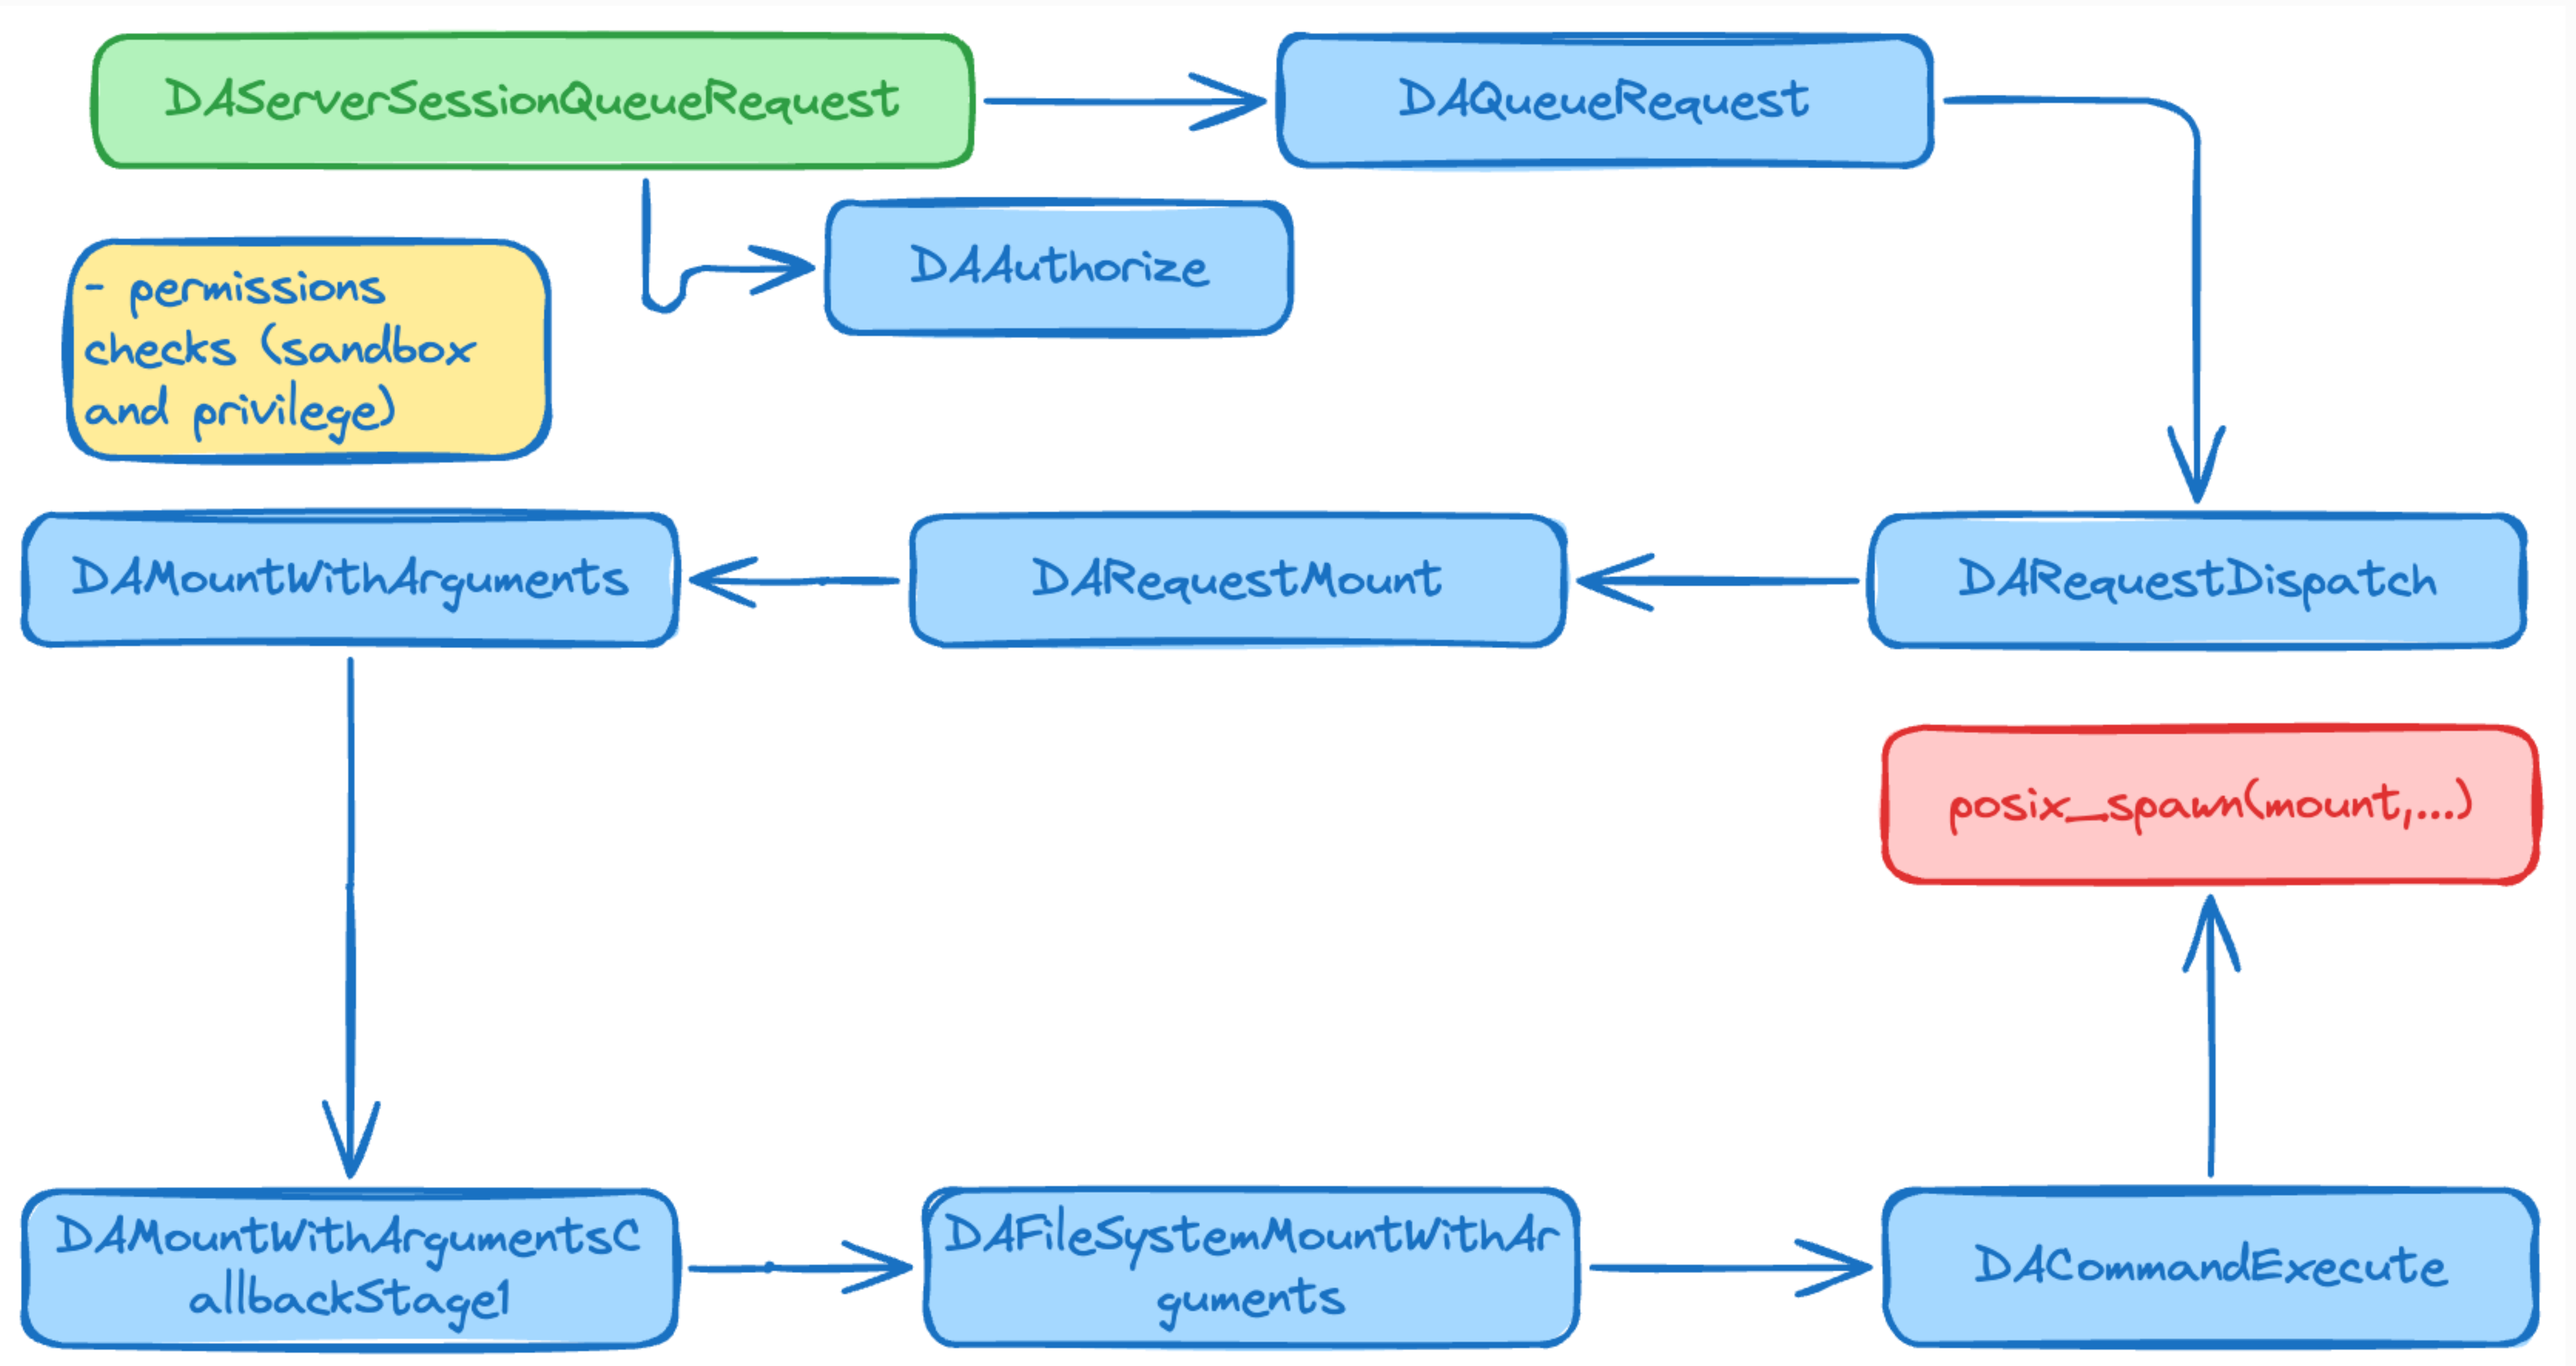 DAServerSessionQueueRequest
DAQueueRequest
DAAuthorize
- permissions
checks (sandbox
and privilege)
DAMountWithArguments
DARequestMount
DARequestDispatch
posix_spawn(mount,...)
DAMountWithArgumentsC
allbackStage1
DAFileSystemMountWithAr
guments
DACommandExecute